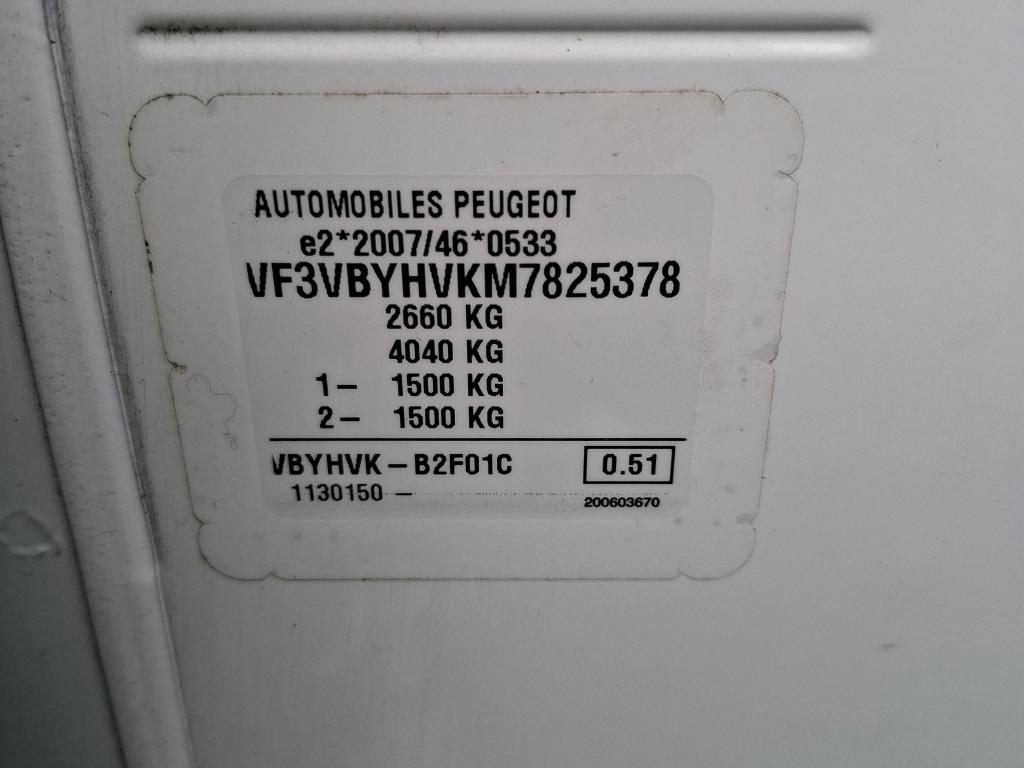 AUTOMOBILES PEUGEOT
e2*2007/46*0533
VF3VBYHVKM7825378
2660 KG
4040 KG
1– 1500 KG
2– 1500 KG
VBYHVK – B2F01C 0.51
1130150 –
200603670